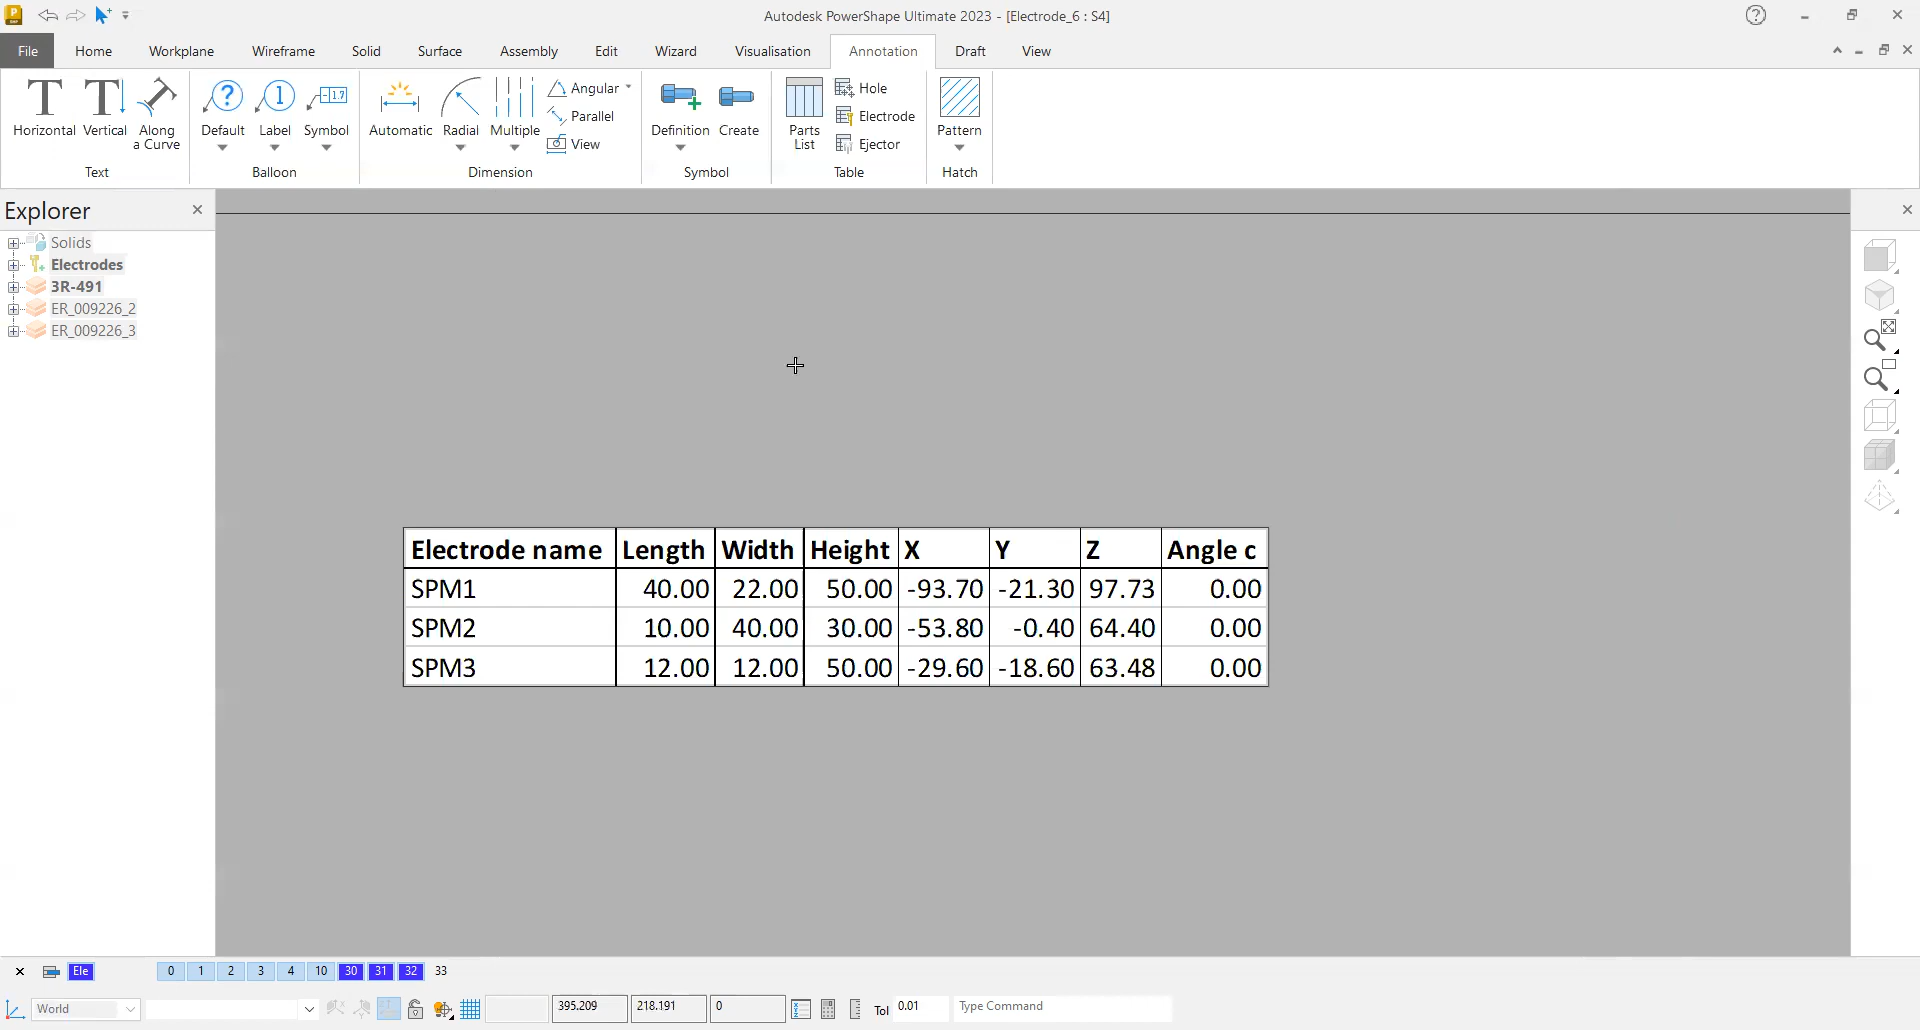 Autodesk PowerShape Ultimate 2023 - [Electrode_6 : S4]
File Home Workplane Wireframe Solid Surface Assembly Edit Wizard Visualisation Annotation Draft View
Horizontal Vertical Along a Curve
Text
Default Label Symbol
Balloon
Automatic Radial Multiple Angular Parallel View
Dimension
Definition Create
Symbol
Parts List Hole Electrode Ejector
Table
Pattern
Hatch
Explorer
Solids
Electrodes
3R-491
ER_009226_2
ER_009226_3
Electrode name Length Width Height X Y Z Angle c
SPM1 40.00 22.00 50.00 -93.70 -21.30 97.73 0.00
SPM2 10.00 40.00 30.00 -53.80 -0.40 64.40 0.00
SPM3 12.00 12.00 50.00 -29.60 -18.60 63.48 0.00
Ele 0 1 2 3 4 10 30 31 32 33
World 395.209 218.191 0 Tol 0.01 Type Command